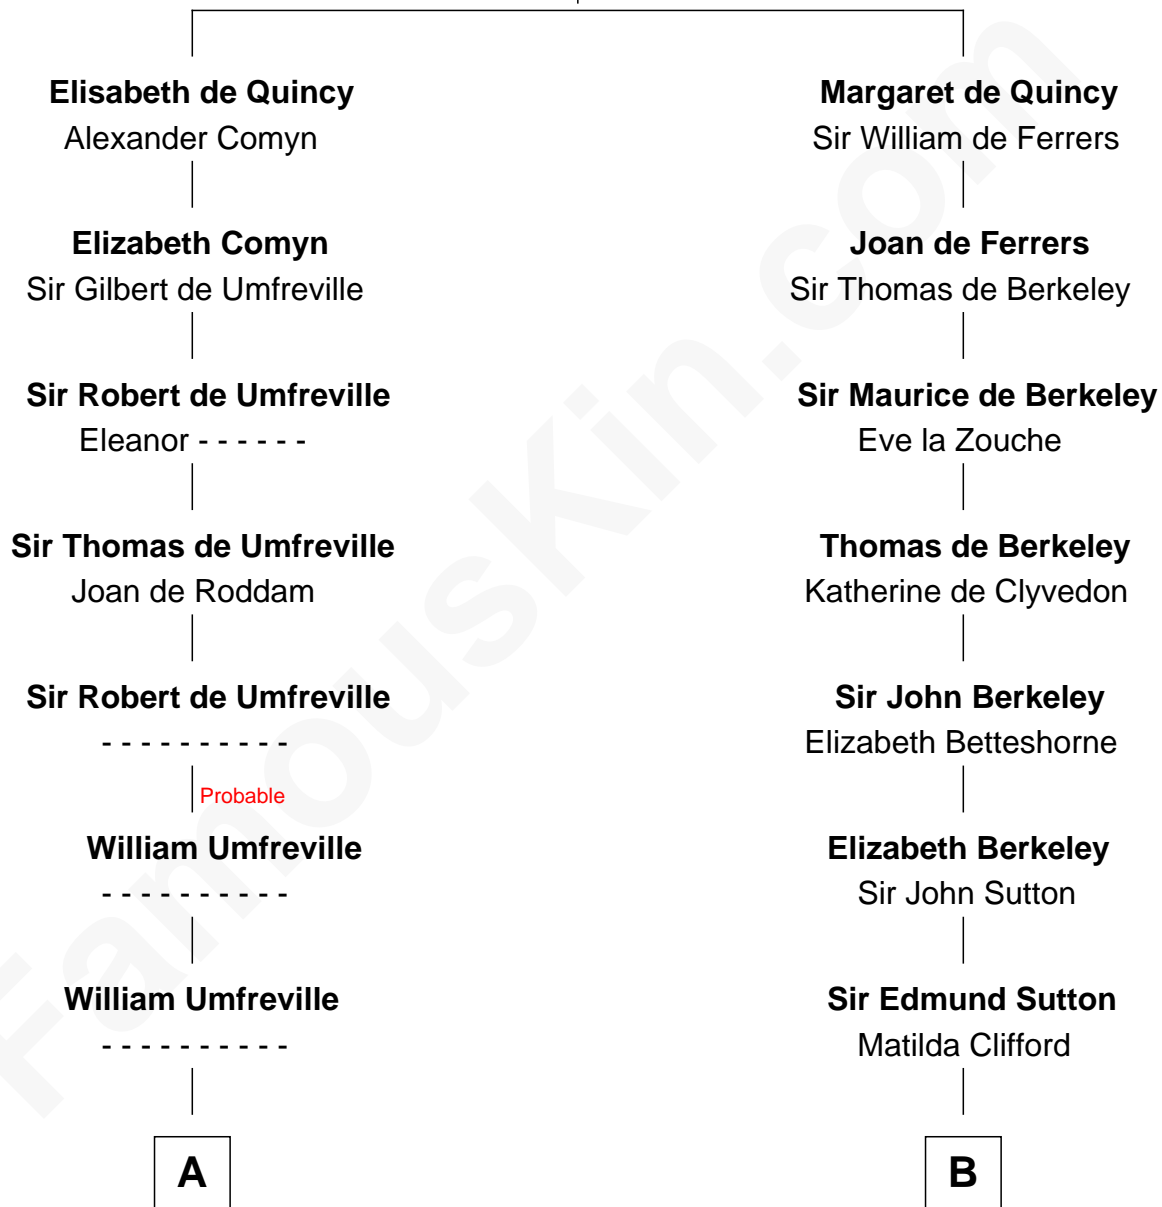 Elisabeth de Quincy
Alexander Comyn
Elizabeth Comyn
Sir Gilbert de Umfreville
Sir Robert de Umfreville
Eleanor - - - - - -
Sir Thomas de Umfreville
Joan de Roddam
Sir Robert de Umfreville
- - - - - - - - - -
Probable
William Umfreville
- - - - - - - - - -
William Umfreville
- - - - - - - - - -
A
Margaret de Quincy
Sir William de Ferrers
Joan de Ferrers
Sir Thomas de Berkeley
Sir Maurice de Berkeley
Eve la Zouche
Thomas de Berkeley
Katherine de Clyvedon
Sir John Berkeley
Elizabeth Betteshorne
Elizabeth Berkeley
Sir John Sutton
Sir Edmund Sutton
Matilda Clifford
B
FamousKin.com